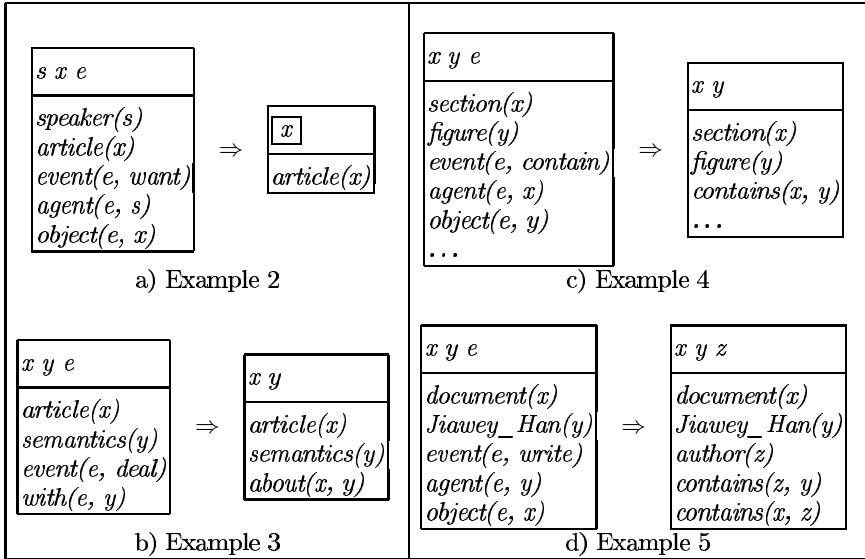 s x e
speaker(s)
article(x)
event(e, want)
agent(e, s)
object(e, x)
⇒
x
article(x)
a) Example 2
x y e
section(x)
figure(y)
event(e, contain)
agent(e, x)
object(e, y)
...
⇒
x y
section(x)
figure(y)
contains(x, y)
...
c) Example 4
x y e
article(x)
semantics(y)
event(e, deal)
with(e, y)
⇒
x y
article(x)
semantics(y)
about(x, y)
b) Example 3
x y e
document(x)
Jiawey_Han(y)
event(e, write)
agent(e, y)
object(e, x)
⇒
x y z
document(x)
Jiawey_Han(y)
author(z)
contains(z, y)
contains(x, z)
d) Example 5